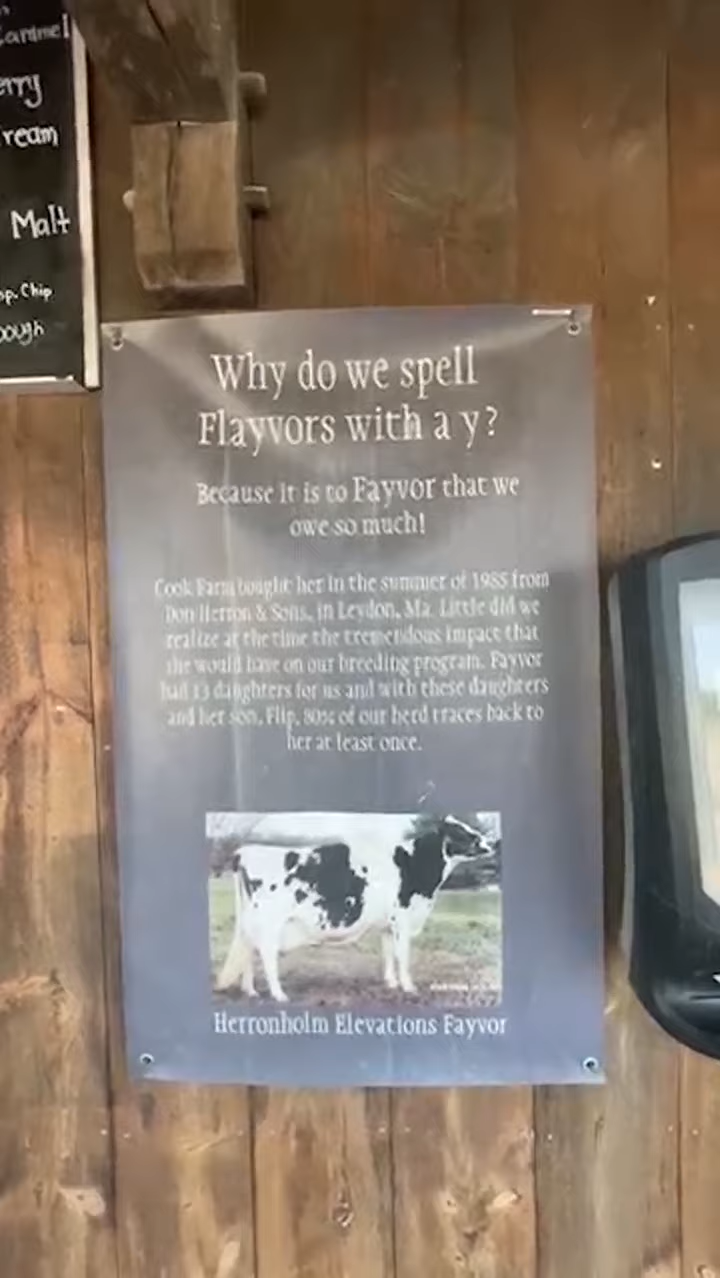 Caramel
erry
ream
Malt
p. Chip
ough
Why do we spell
Flayvors with a y?
Because it is to Fayvor that we
owe so much!
Cook Farm bought her in the summer of 1985 from
Don Herron & Sons, in Leydon, Ma. Little did we
realize at the time the tremendous impact that
she would have on our breeding program. Fayvor
had 13 daughters for us and with these daughters
and her son, Flip, 80% of our herd traces back to
her at least once.
Herronholm Elevations Fayvor